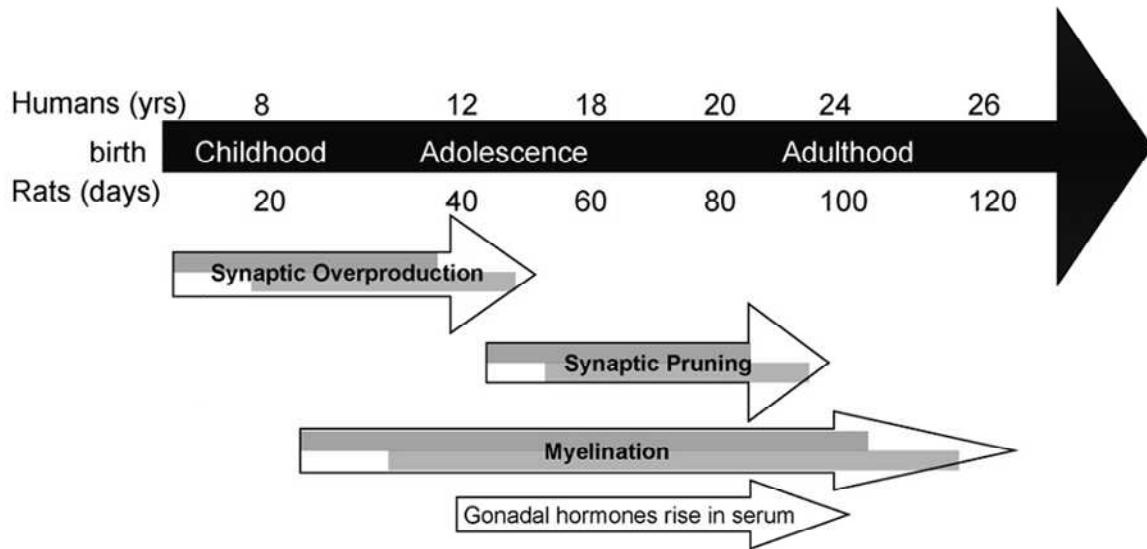 Humans (yrs) 8 12 18 20 24 26
birth Childhood Adolescence Adulthood
Rats (days) 20 40 60 80 100 120
Synaptic Overproduction
Synaptic Pruning
Myelination
Gonadal hormones rise in serum